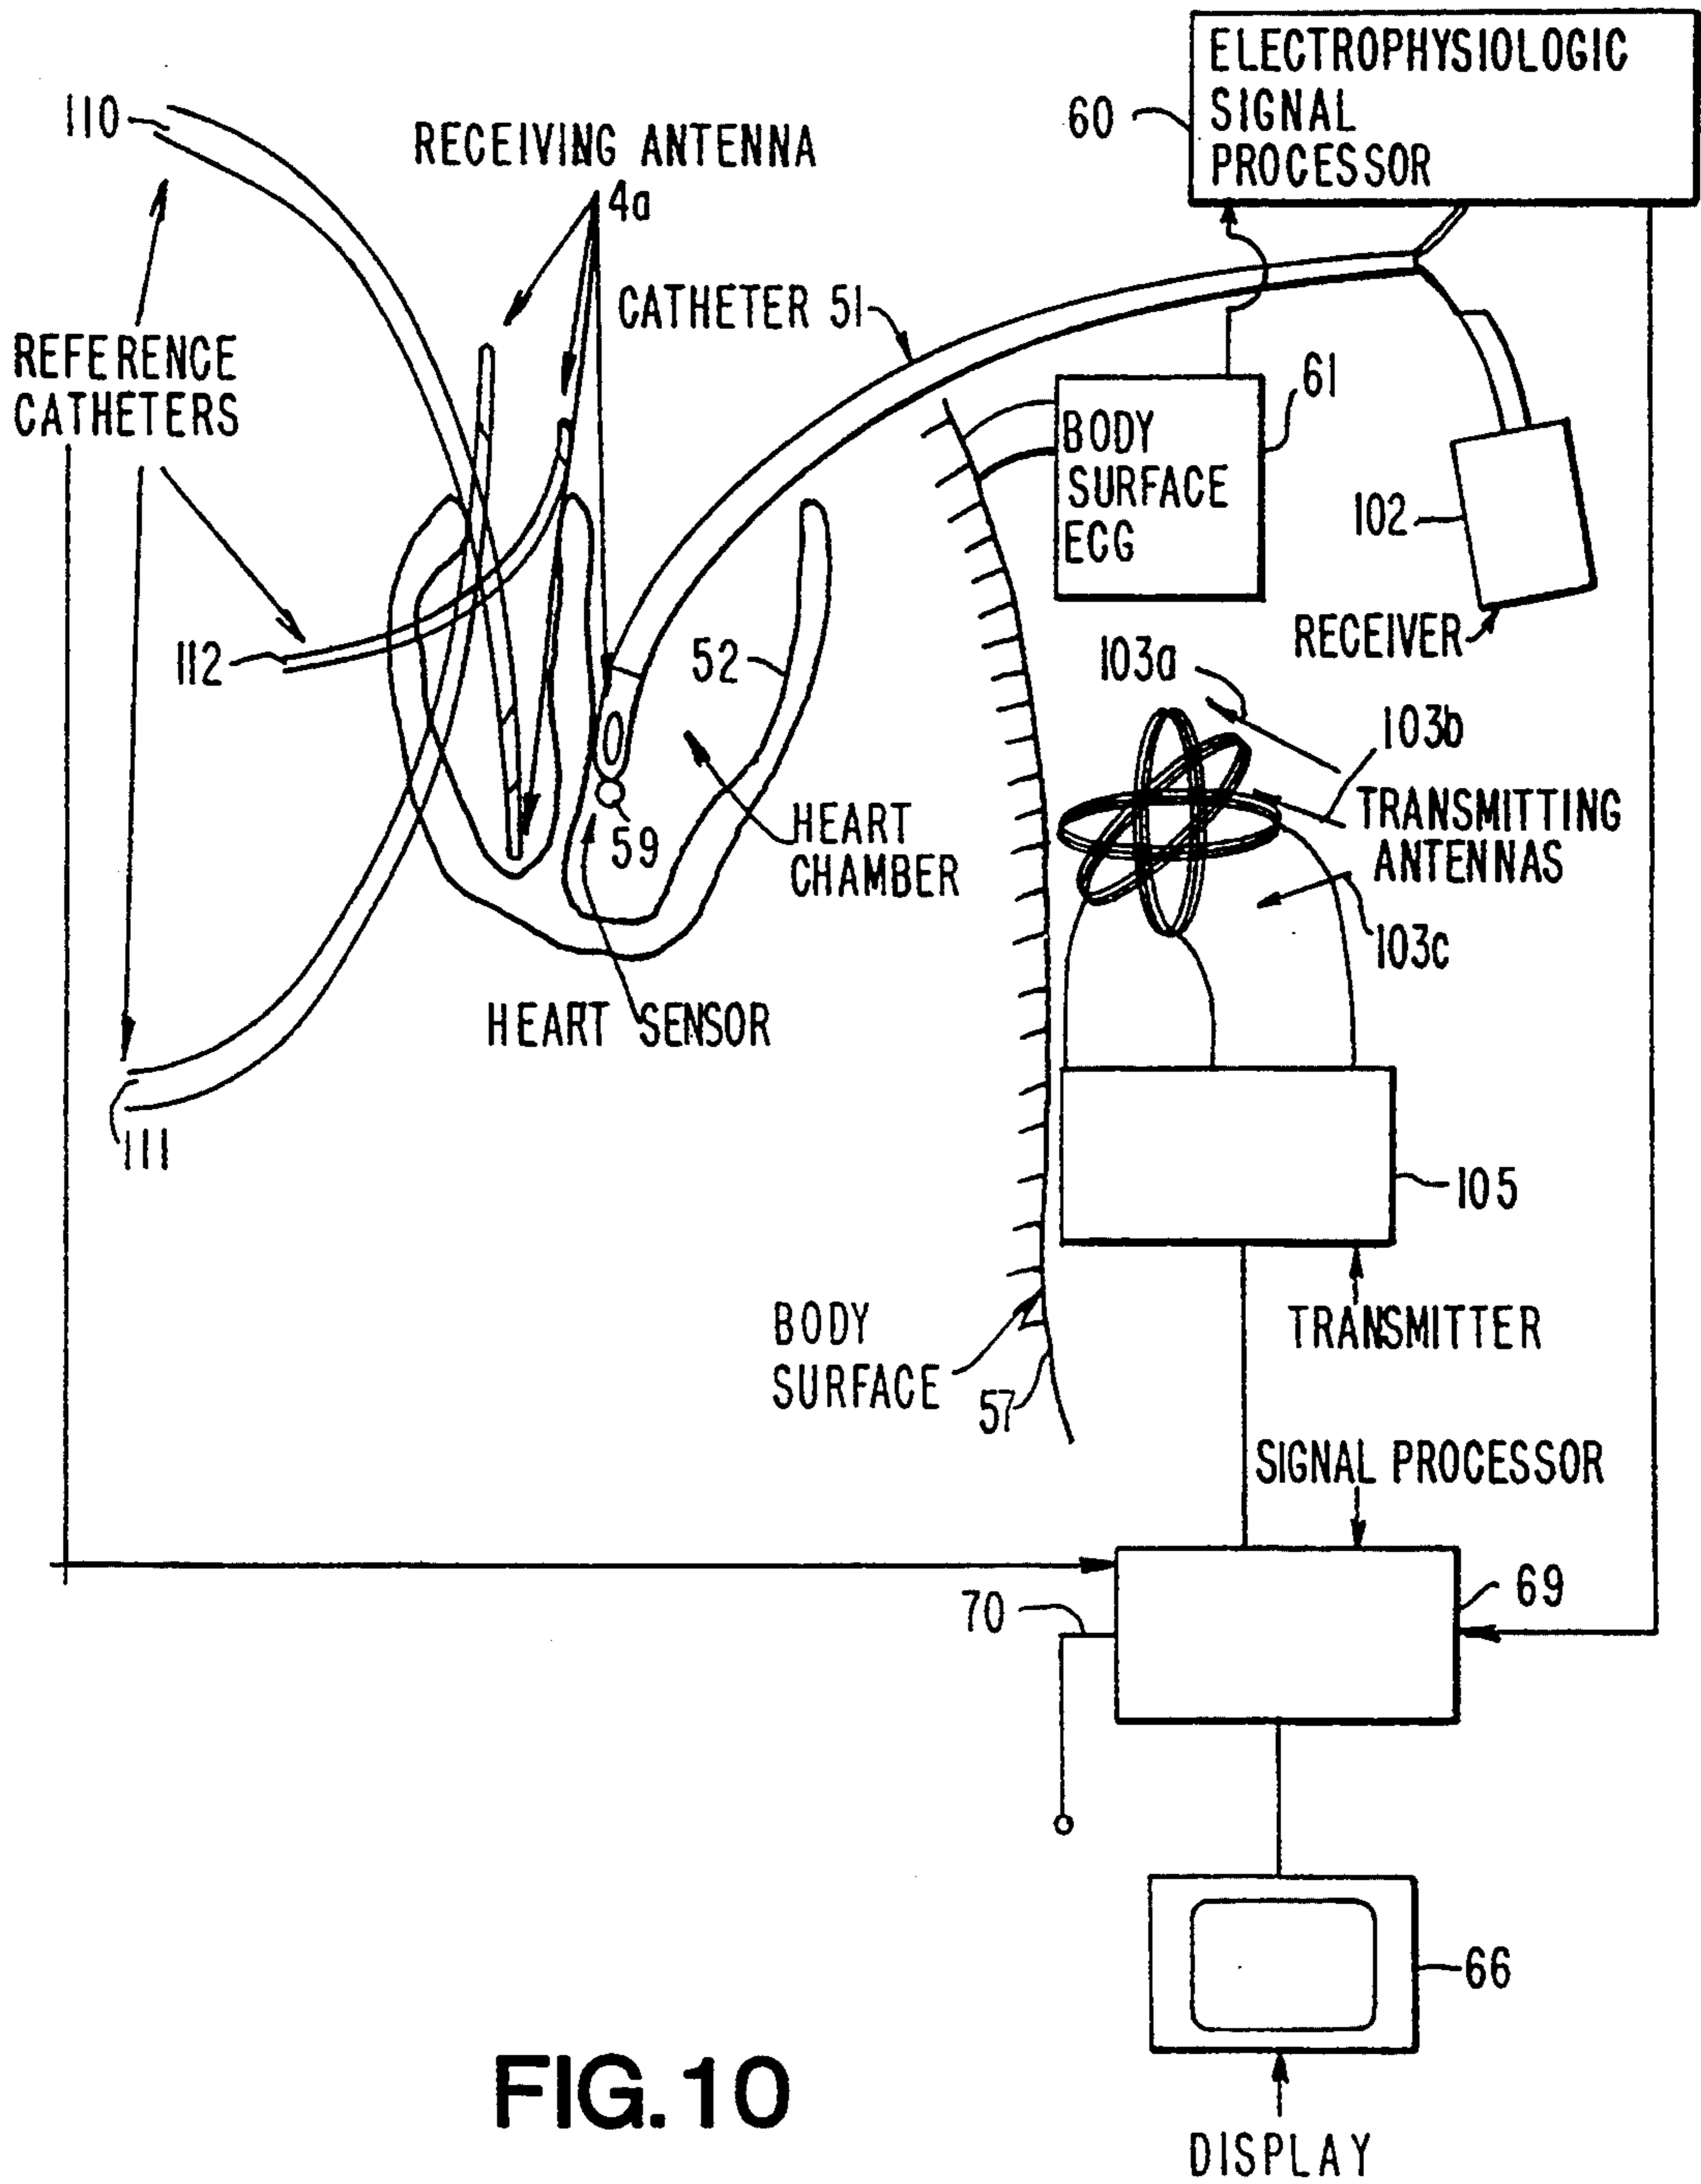 ELECTROPHYSIOLOGIC
SIGNAL
PROCESSOR
60
110
RECEIVING ANTENNA
4a
CATHETER 51
REFERENCE
CATHETERS
61
BODY
SURFACE
ECG
102
RECEIVER
112
52
103a
103b
59
HEART
CHAMBER
TRANSMITTING
ANTENNAS
103c
HEART SENSOR
111
105
TRANSMITTER
BODY
SURFACE
57
SIGNAL PROCESSOR
69
70
66
FIG. 10
DISPLAY